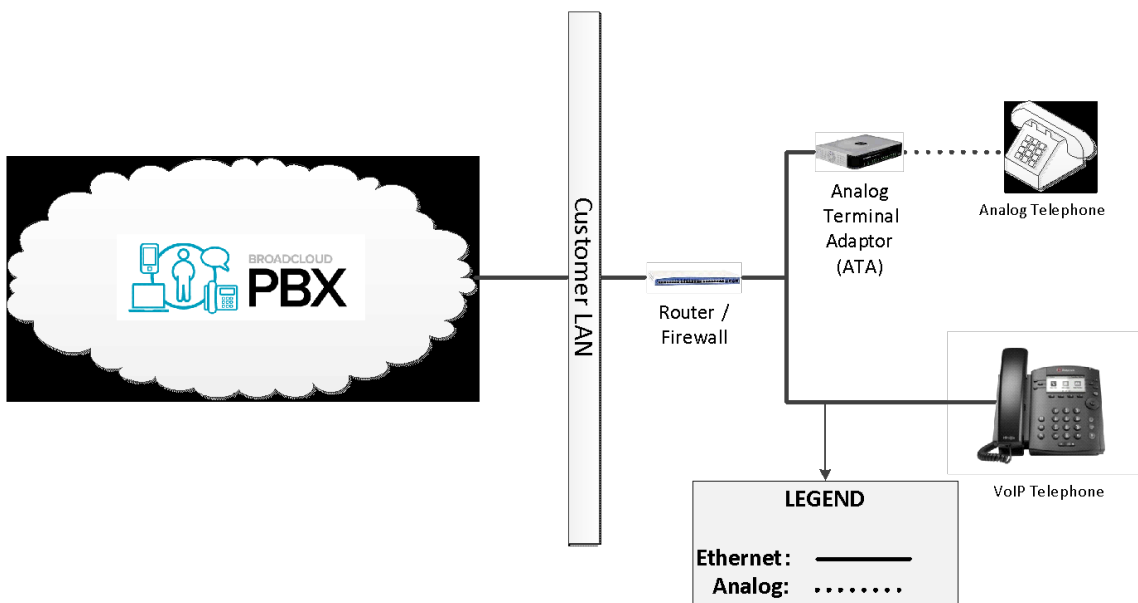 BROADCLOUD
PBX
Customer LAN
Router /
Firewall
Analog
Terminal
Adaptor
(ATA)
Analog Telephone
VoIP Telephone
LEGEND
Ethernet:
Analog: